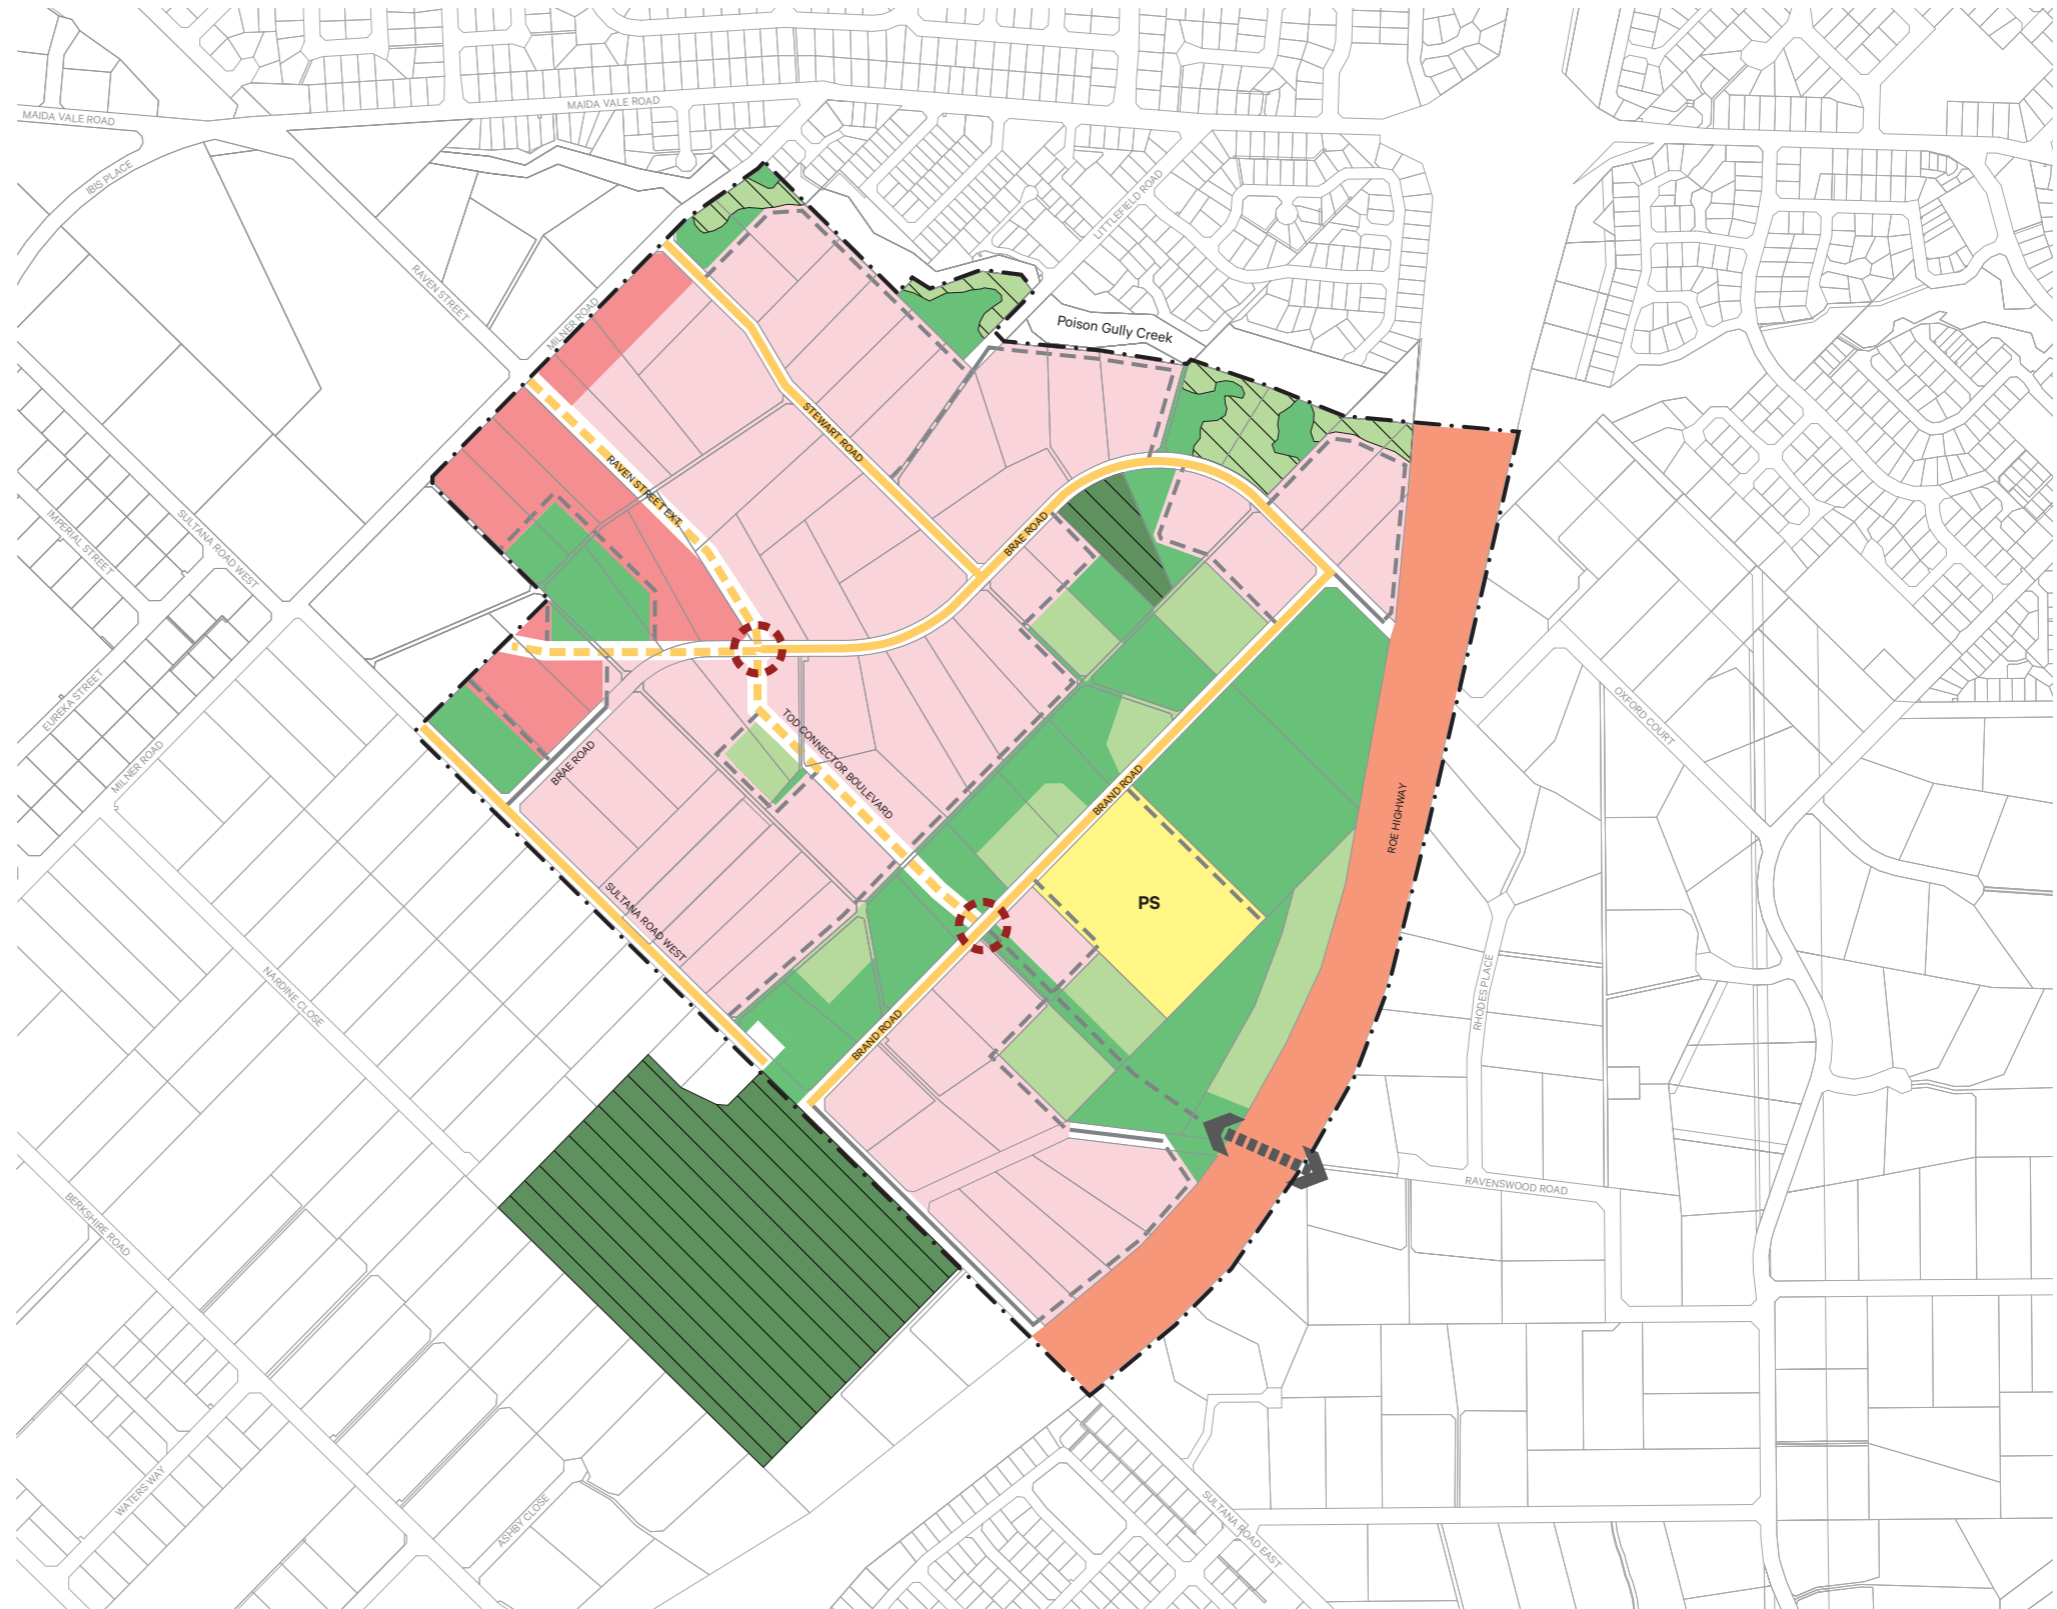 MAIDA VALE ROAD
MAIDA VALE ROAD
IBIS PLACE
LITTLEFIELD ROAD
RAVEN STREET
MILNER ROAD
Poison Gully Creek
STEWART ROAD
RAVEN STREET EXT.
BRAE ROAD
IMPERIAL STREET
SULTANA ROAD WEST
EUREKA STREET
MILNER ROAD
BRAE ROAD
TOD CONNECTOR BOULEVARD
BRAND ROAD
ROE HIGHWAY
OXFORD COURT
SULTANA ROAD WEST
PS
NARDINE CLOSE
BRAND ROAD
RHODES PLACE
RAVENSWOOD ROAD
BERKSHIRE ROAD
WATERS WAY
ASHBY CLOSE
SULTANA ROAD EAST